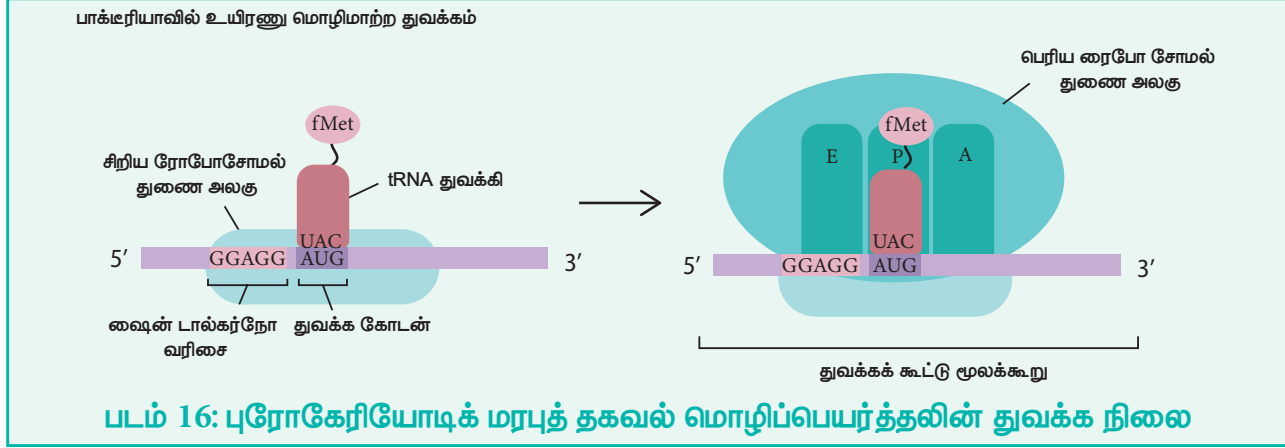 பாக்டீரியாவில் உயிரணு மொழிமாற்ற துவக்கம்
fMet
சிறிய ரோபோசோமல்
துணை அலகு
tRNA துவக்கி
UAC
5′ GGAGG AUG 3′
ஷைன் டால்கர்நோ
வரிசை
துவக்க கோடன்
பெரிய ரைபோ சோமல்
துணை அலகு
fMet
E P A
UAC
5′ GGAGG AUG 3′
துவக்கக் கூட்டு மூலக்கூறு
படம் 16: புரோகேரியோடிக் மரபுத் தகவல் மொழிப்பெயர்த்தலின் துவக்க நிலை